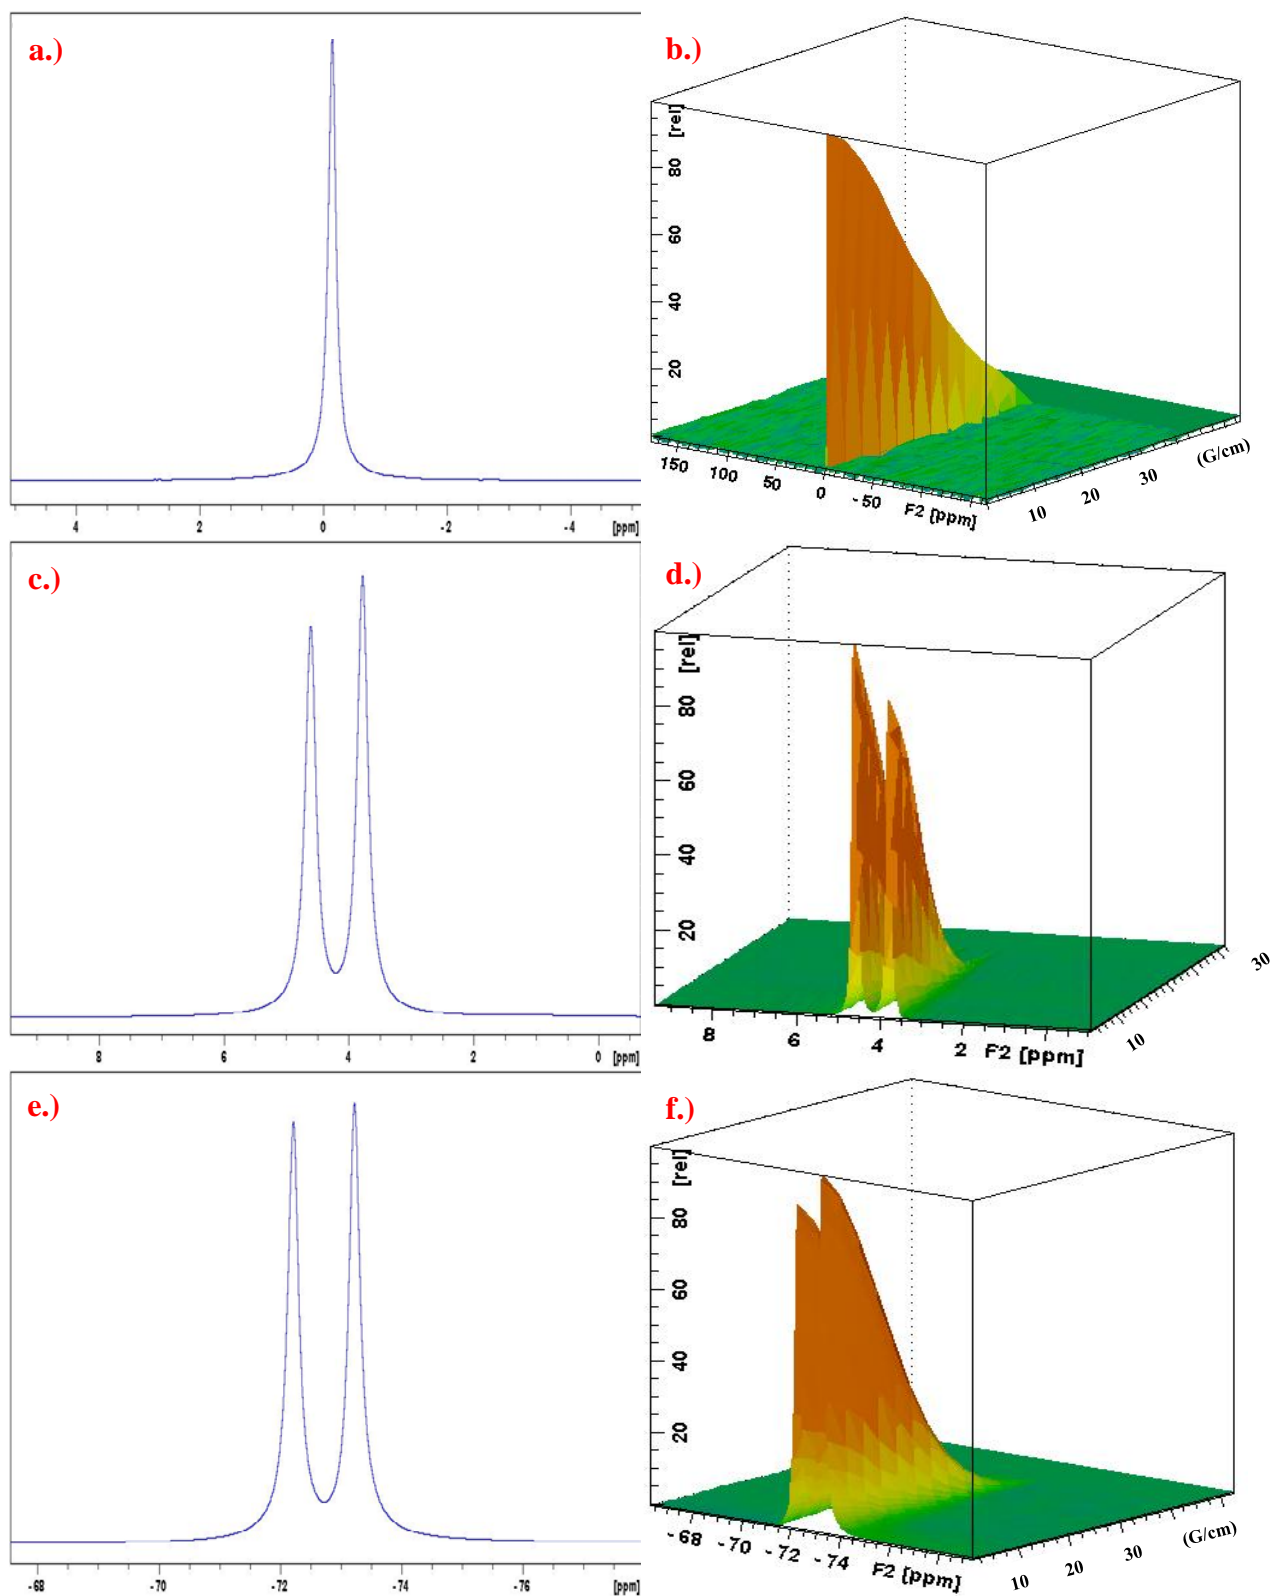 a.)
4 2 0 -2 -4 [ppm]
b.)
[rel]
80
60
40
20
150 100 50 0 -50 F2 [ppm]
10 20 30 (G/cm)
c.)
8 6 4 2 0 [ppm]
d.)
[rel]
80
60
40
20
8 6 4 2 F2 [ppm]
10 30
e.)
-68 -70 -72 -74 -76 [ppm]
f.)
[rel]
80
60
40
20
-68 -70 -72 -74 F2 [ppm]
10 20 30 (G/cm)